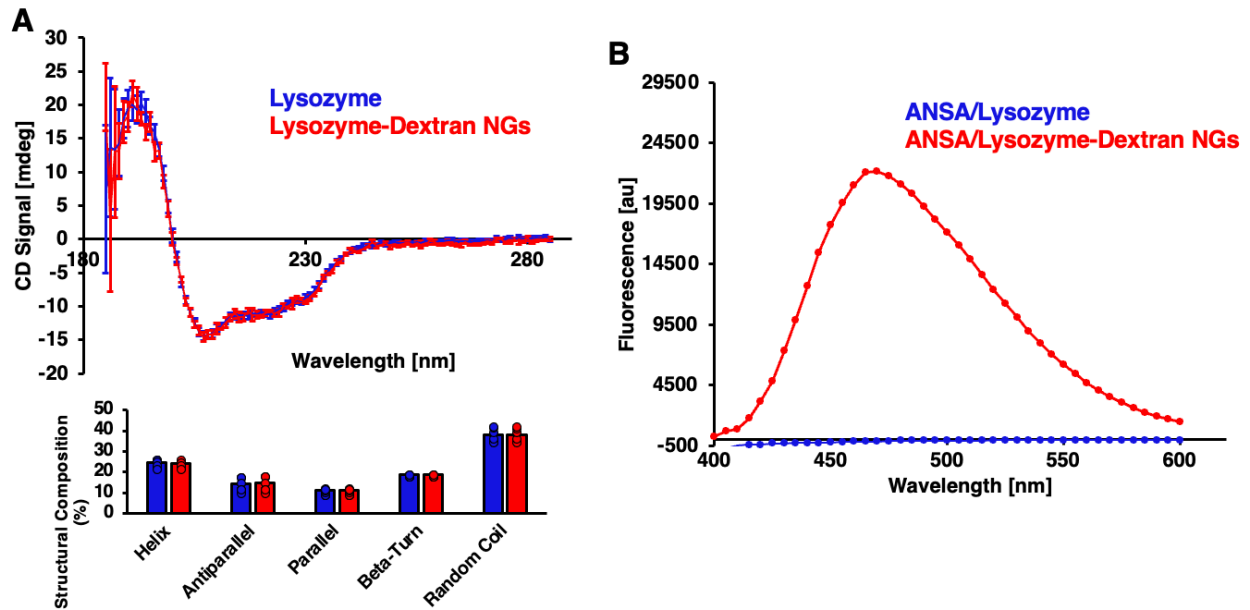 A
30
25
20
15
10
5
0
-5
-10
-15
-20
CD Signal [mdeg]
180
230
280
Wavelength [nm]
Lysozyme
Lysozyme-Dextran NGs
50
40
30
20
10
0
Structural Composition
(%)
Helix
Antiparallel
Parallel
Beta-Turn
Random Coil
B
29500
24500
19500
14500
9500
4500
-500
Fluorescence [au]
400
450
500
550
600
Wavelength [nm]
ANSA/Lysozyme
ANSA/Lysozyme-Dextran NGs